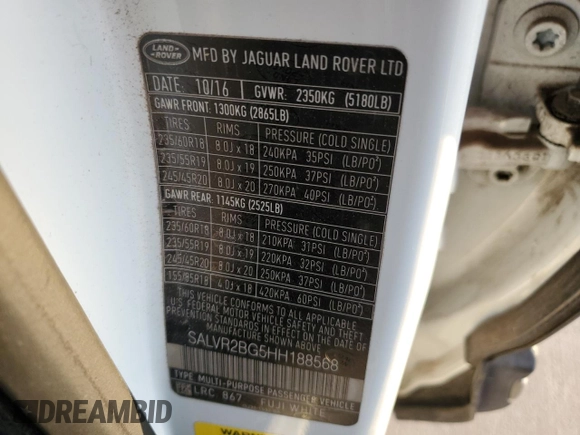 LAND ROVER
MFD BY JAGUAR LAND ROVER LTD
DATE: 10/16 GVWR: 2350KG (5180LB)
GAWR FRONT: 1300KG (2865LB)
TIRES RIMS PRESSURE (COLD SINGLE)
235/60R18 8.0J x 18 240KPA 35PSI (LB/PO²)
235/55R19 8.0J x 19 250KPA 37PSI (LB/PO²)
245/45R20 8.0J x 20 270KPA 40PSI (LB/PO²)
GAWR REAR: 1145KG (2525LB)
TIRES RIMS PRESSURE (COLD SINGLE)
235/60R18 8.0J x 18 210KPA 31PSI (LB/PO²)
235/55R19 8.0J x 19 220KPA 32PSI (LB/PO²)
245/45R20 8.0J x 20 250KPA 37PSI (LB/PO²)
155/85R18 4.0J x 18 420KPA 60PSI (LB/PO²)
THIS VEHICLE CONFORMS TO ALL APPLICABLE
U.S. FEDERAL MOTOR VEHICLE SAFETY AND
THEFT PREVENTION STANDARDS IN EFFECT ON THE DATE OF
MANUFACTURE SHOWN ABOVE
SALVR2BG5HH188568
TYPE: MULTI-PURPOSE PASSENGER VEHICLE
LRC 867 FUJI WHITE
WARNING
DREAMBID